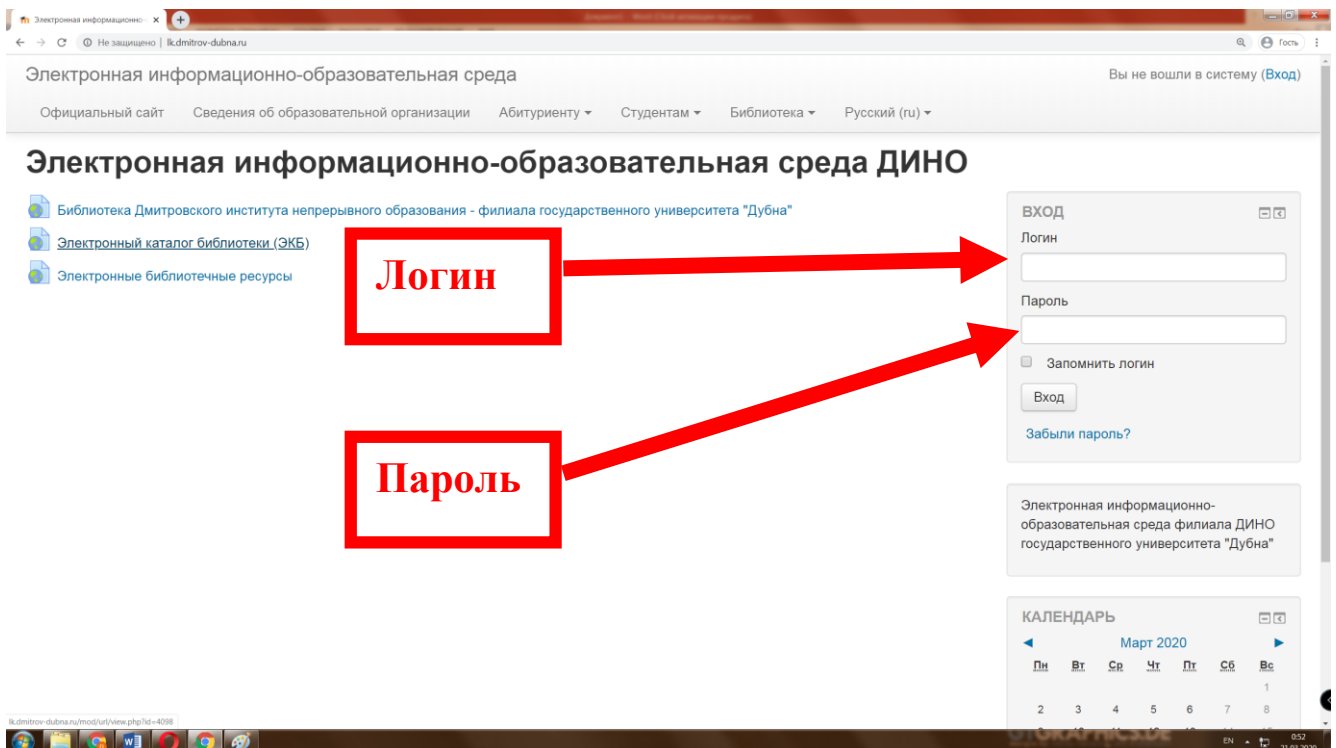 Электронная информационно-
Не защищено | lk.dmitrov-dubna.ru
Гость
Электронная информационно-образовательная среда
Вы не вошли в систему (Вход)
Официальный сайт Сведения об образовательной организации Абитуриенту Студентам Библиотека Русский (ru)
Электронная информационно-образовательная среда ДИНО
Библиотека Дмитровского института непрерывного образования - филиала государственного университета "Дубна"
Электронный каталог библиотеки (ЭКБ)
Электронные библиотечные ресурсы
Логин
Пароль
ВХОД
Логин
Пароль
Запомнить логин
Вход
Забыли пароль?
Электронная информационно-
образовательная среда филиала ДИНО
государственного университета "Дубна"
КАЛЕНДАРЬ
Март 2020
Пн Вт Ср Чт Пт Сб Вс
1
2 3 4 5 6 7 8
lk.dmitrov-dubna.ru/mod/url/view.php?id=4098
EN
0:52